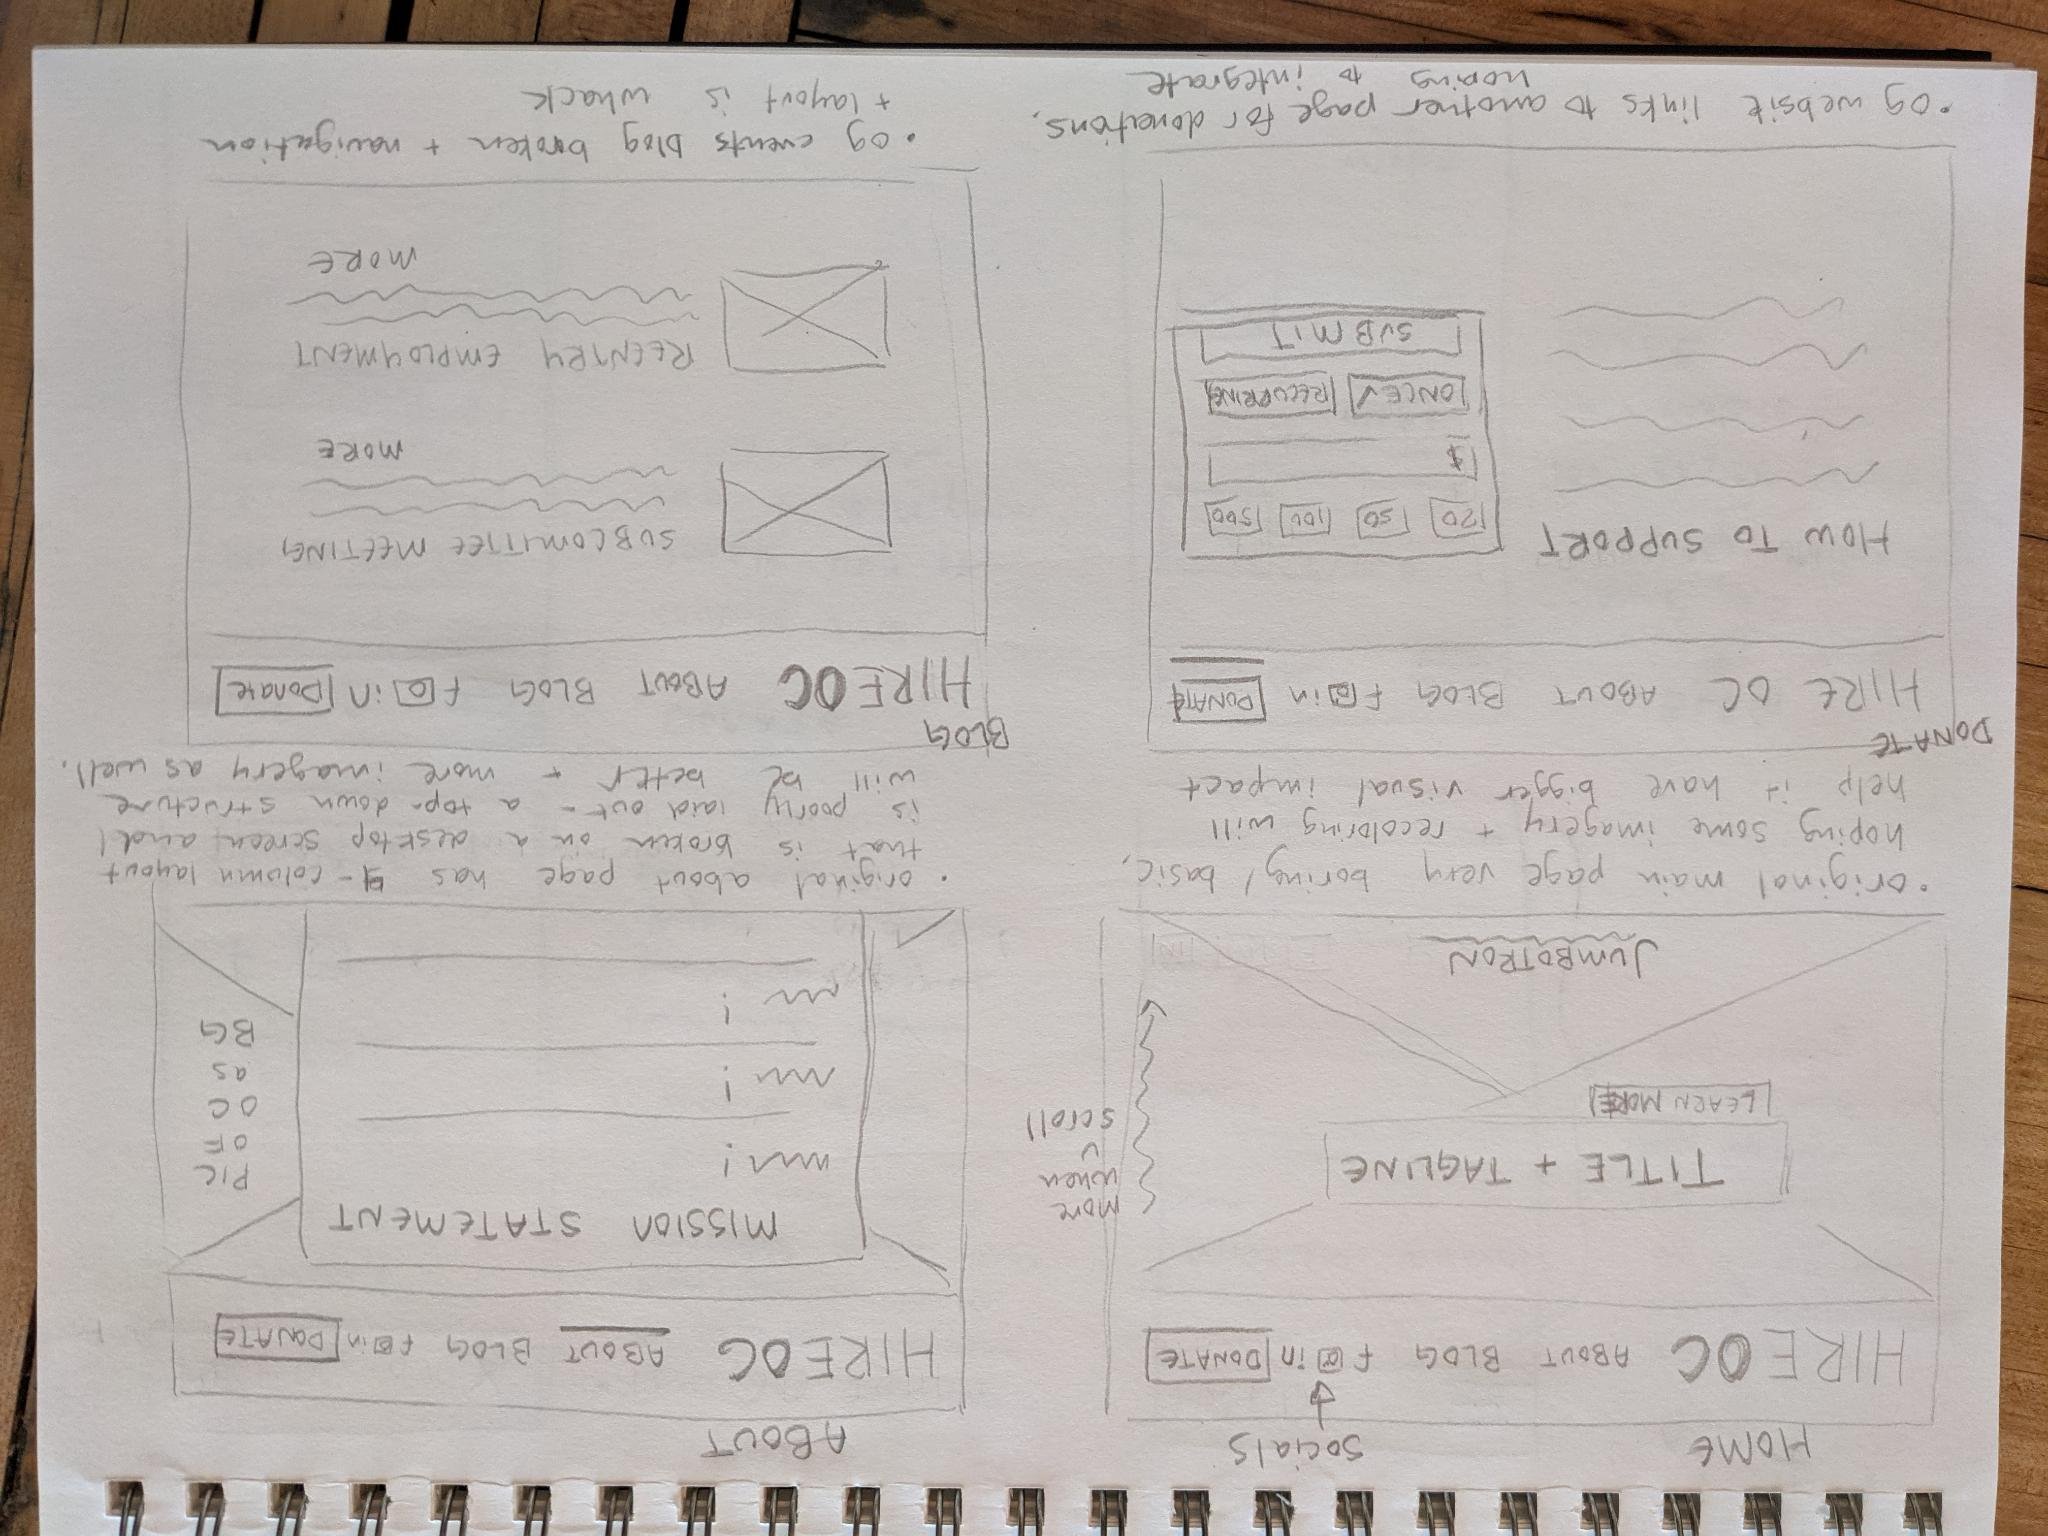 HOME
socials
HIREOC ABOUT BLOG f in DONATE
TITLE + TAGLINE
LEARN MORE
JUMBOTRON
more
when
u
scroll
• original main page very boring/basic,
hoping some imagery + recoloring will
help it have bigger visual impact
ABOUT
HIREOC ABOUT BLOG f in DONATE
MISSION STATEMENT
!
!
!
PIC
OF
OC
as
BG
• original about page has 4-column layout
that is broken on a desktop screen and
is poorly laid out - a top-down structure
will be better + more imagery as well.
DONATE
HIRE OC ABOUT BLOG f in DONATE
HOW TO SUPPORT
20 50 100 500
$
ONCE ✓ RECURRING
SUBMIT
• og website links to another page for donations,
hoping to integrate
BLOG
HIREOC ABOUT BLOG f in Donate
SUBCOMITTEE MEETING
MORE
REENTRY EMPLOYMENT
MORE
• og events blog broken + navigation
+ layout is whack